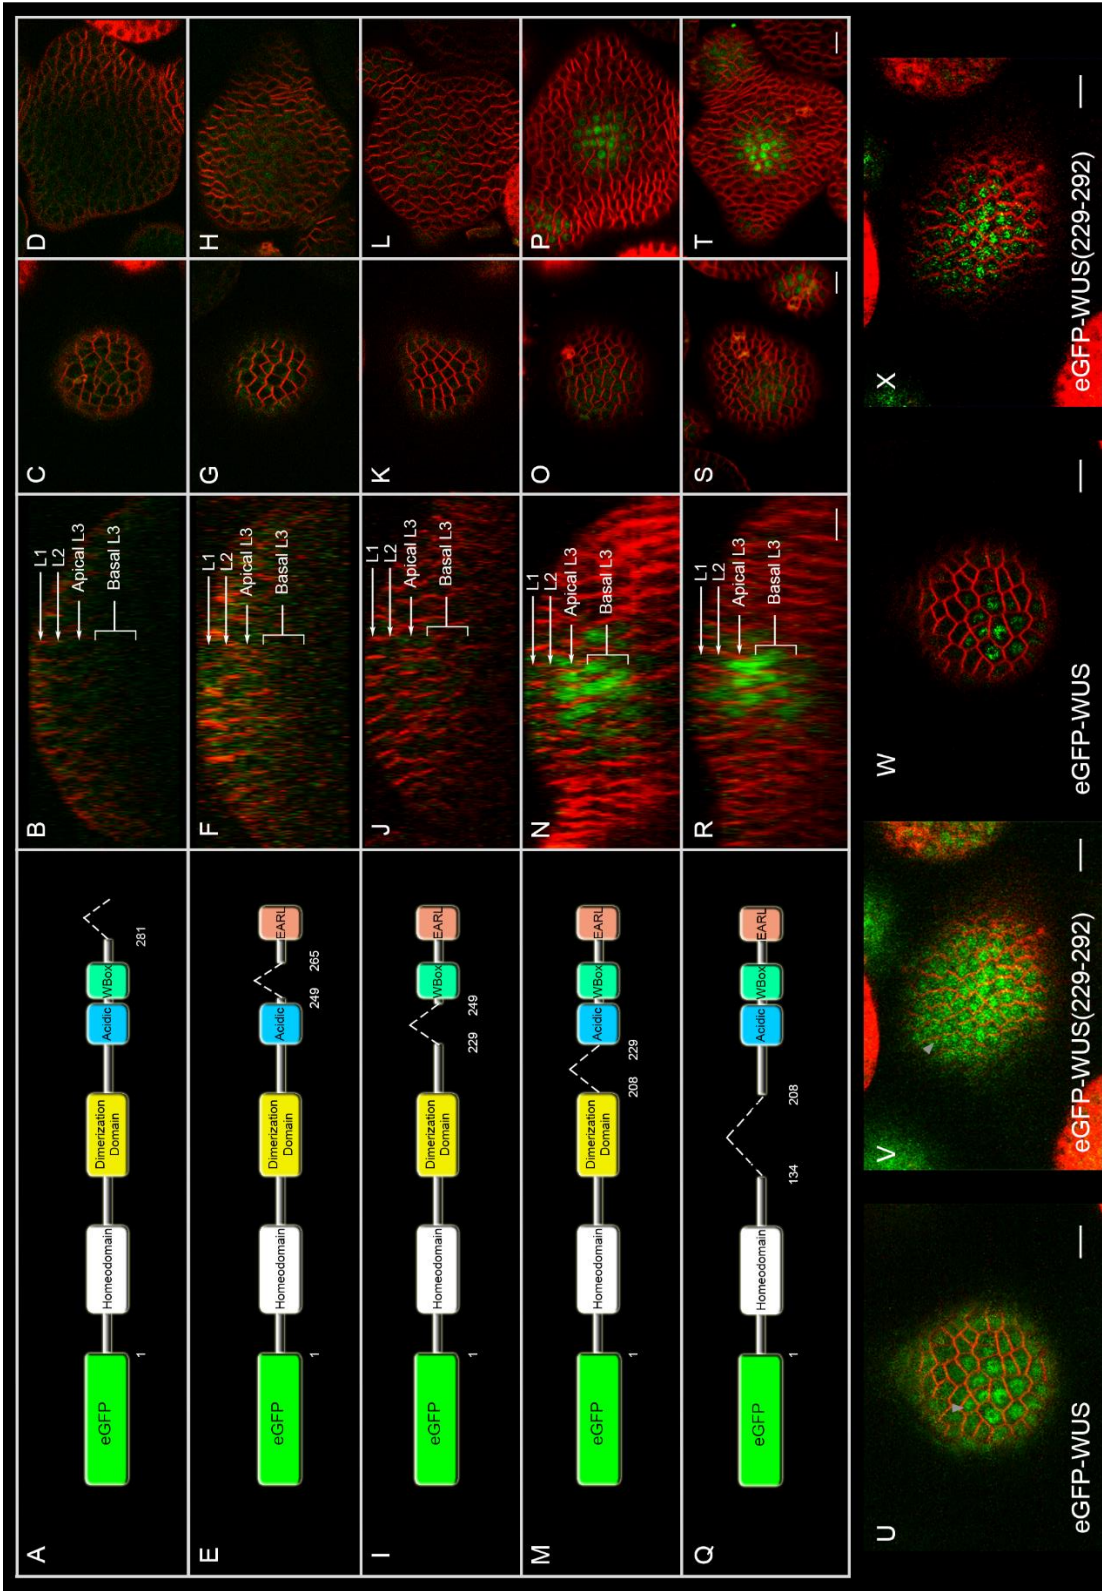 A
eGFP
Homeodomain
Dimerization
Domain
Acidic
WBox
1
281
B
L1
L2
Apical L3
Basal L3
C
D
E
eGFP
Homeodomain
Dimerization
Domain
Acidic
EARL
1
249
265
F
L1
L2
Apical L3
Basal L3
G
H
I
eGFP
Homeodomain
Dimerization
Domain
WBox
EARL
1
229
249
J
L1
L2
Apical L3
Basal L3
K
L
M
eGFP
Homeodomain
Dimerization
Domain
Acidic
WBox
EARL
1
208
229
N
L1
L2
Apical L3
Basal L3
O
P
Q
eGFP
Homeodomain
Acidic
WBox
EARL
1
134
208
R
L1
L2
Apical L3
Basal L3
S
T
U
eGFP-WUS
V
eGFP-WUS(229-292)
W
eGFP-WUS
X
eGFP-WUS(229-292)